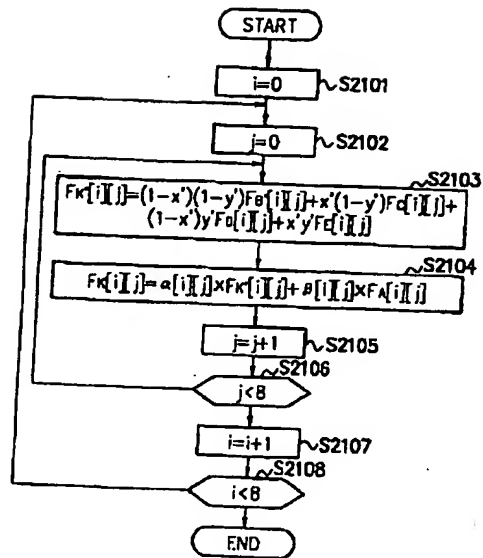 START
i=0
S2101
j=0
S2102
S2103
FK'[i][j]=(1-x')(1-y')FB'[i][j]+x'(1-y')FC[i][j]+
(1-x')y'FD[i][j]+x'y'FE[i][j]
S2104
FK[i][j]=α[i][j]×FK'[i][j]+β[i][j]×FA[i][j]
j=j+1
S2105
S2106
j<8
i=i+1
S2107
S2108
i<8
END